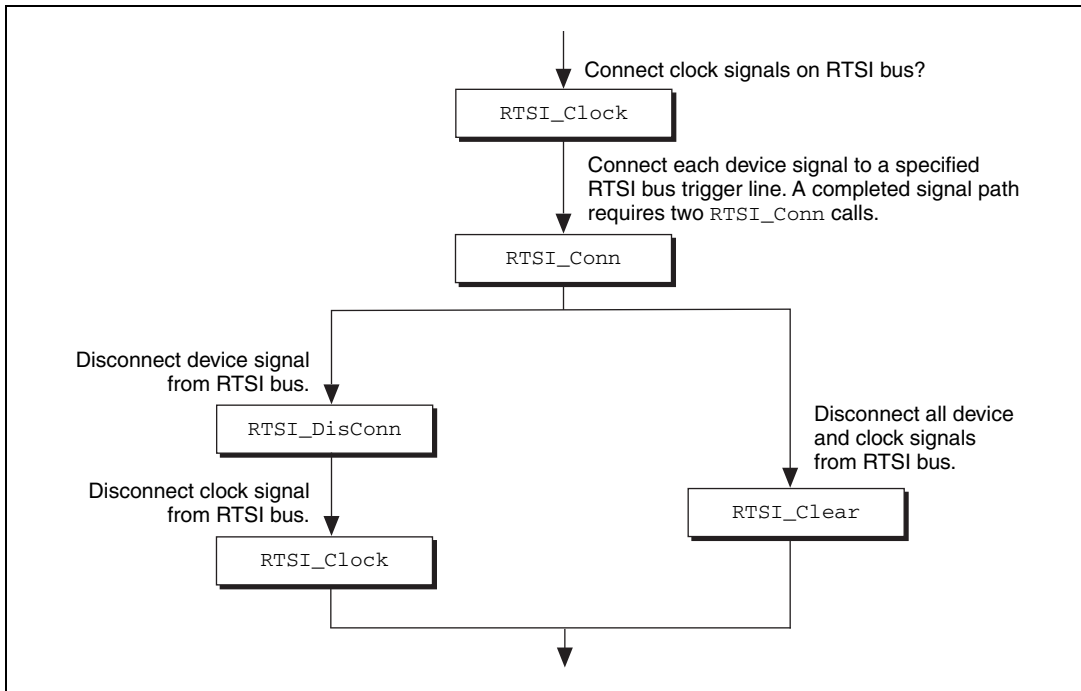 Connect clock signals on RTSI bus?
RTSI_Clock
Connect each device signal to a specified
RTSI bus trigger line. A completed signal path
requires two RTSI_Conn calls.
RTSI_Conn
Disconnect device signal
from RTSI bus.
RTSI_DisConn
Disconnect clock signal
from RTSI bus.
RTSI_Clock
Disconnect all device
and clock signals
from RTSI bus.
RTSI_Clear